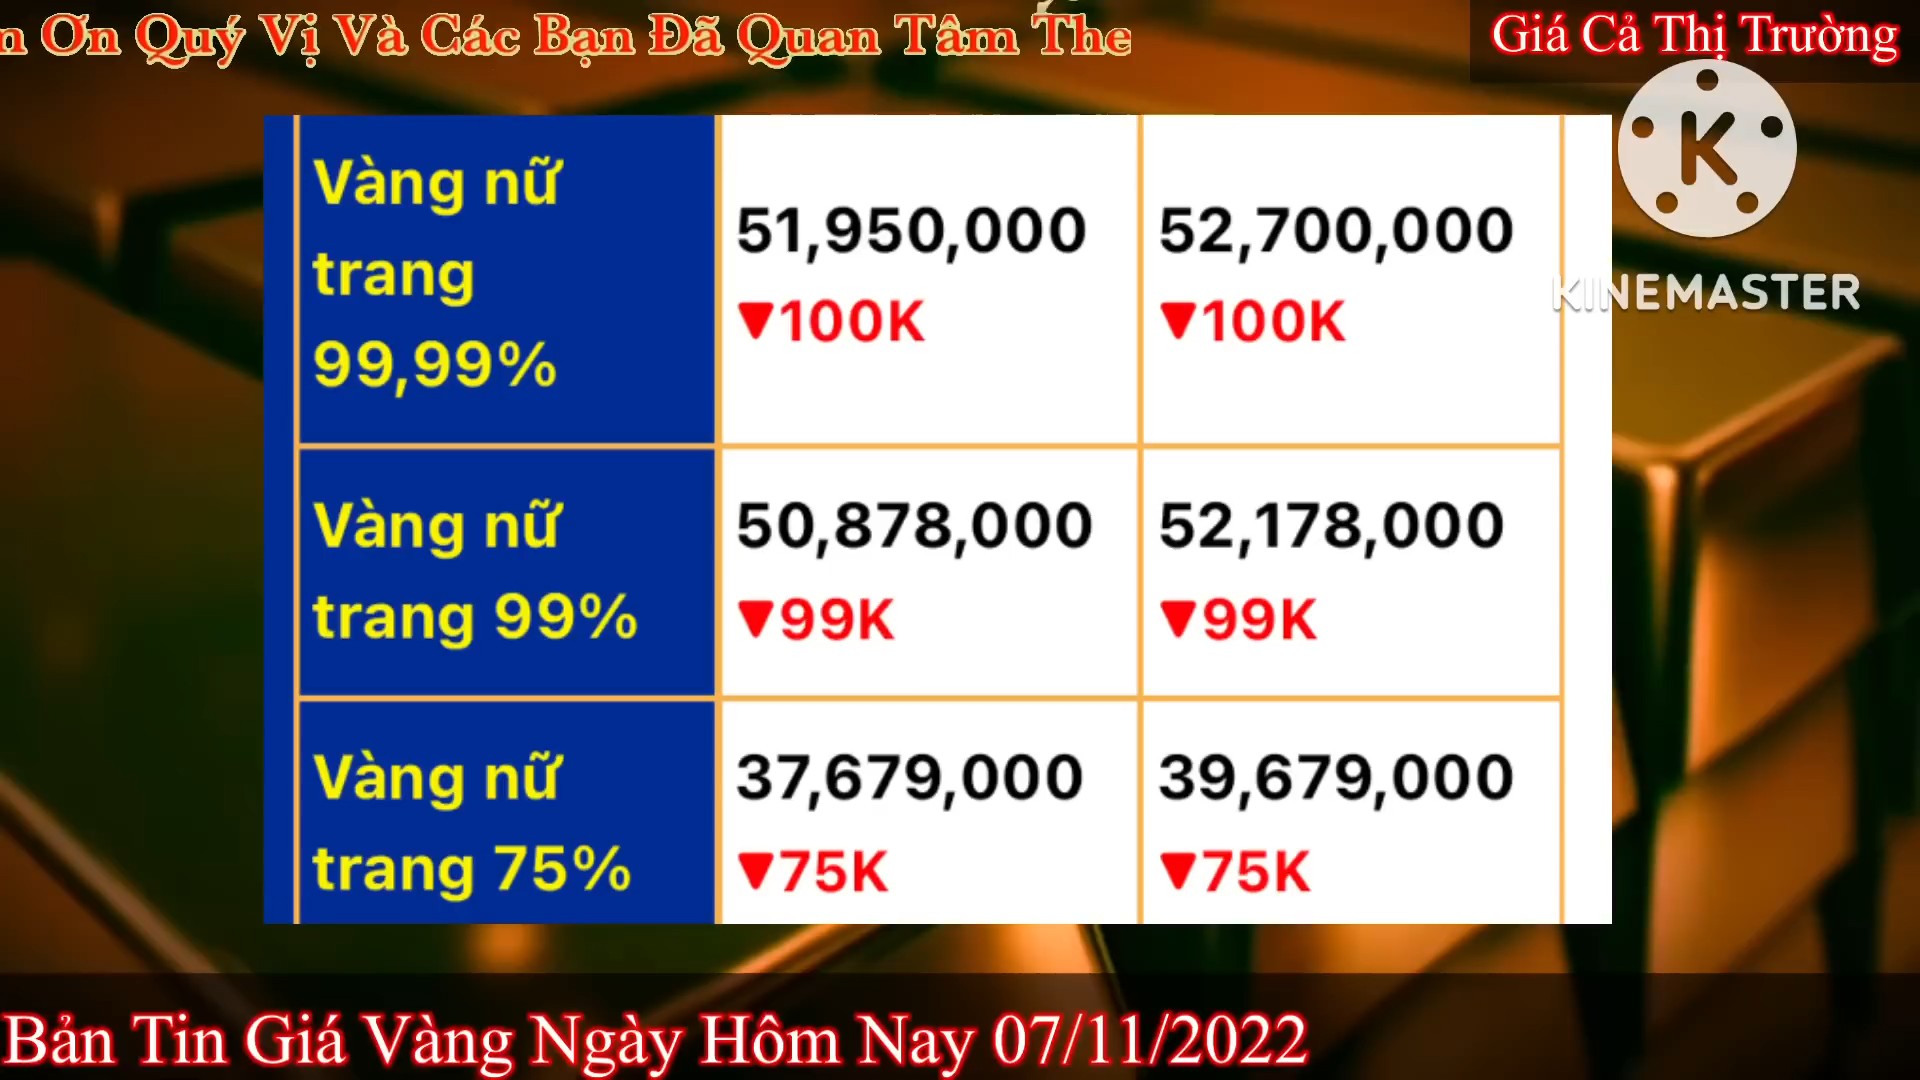 n Ơn Quý Vị Và Các Bạn Đã Quan Tâm The
Giá Cả Thị Trường
K
KINEMASTER
Vàng nữ
trang
99,99%
51,950,000
▼100K
52,700,000
▼100K
Vàng nữ
trang 99%
50,878,000
▼99K
52,178,000
▼99K
Vàng nữ
trang 75%
37,679,000
▼75K
39,679,000
▼75K
Bản Tin Giá Vàng Ngày Hôm Nay 07/11/2022